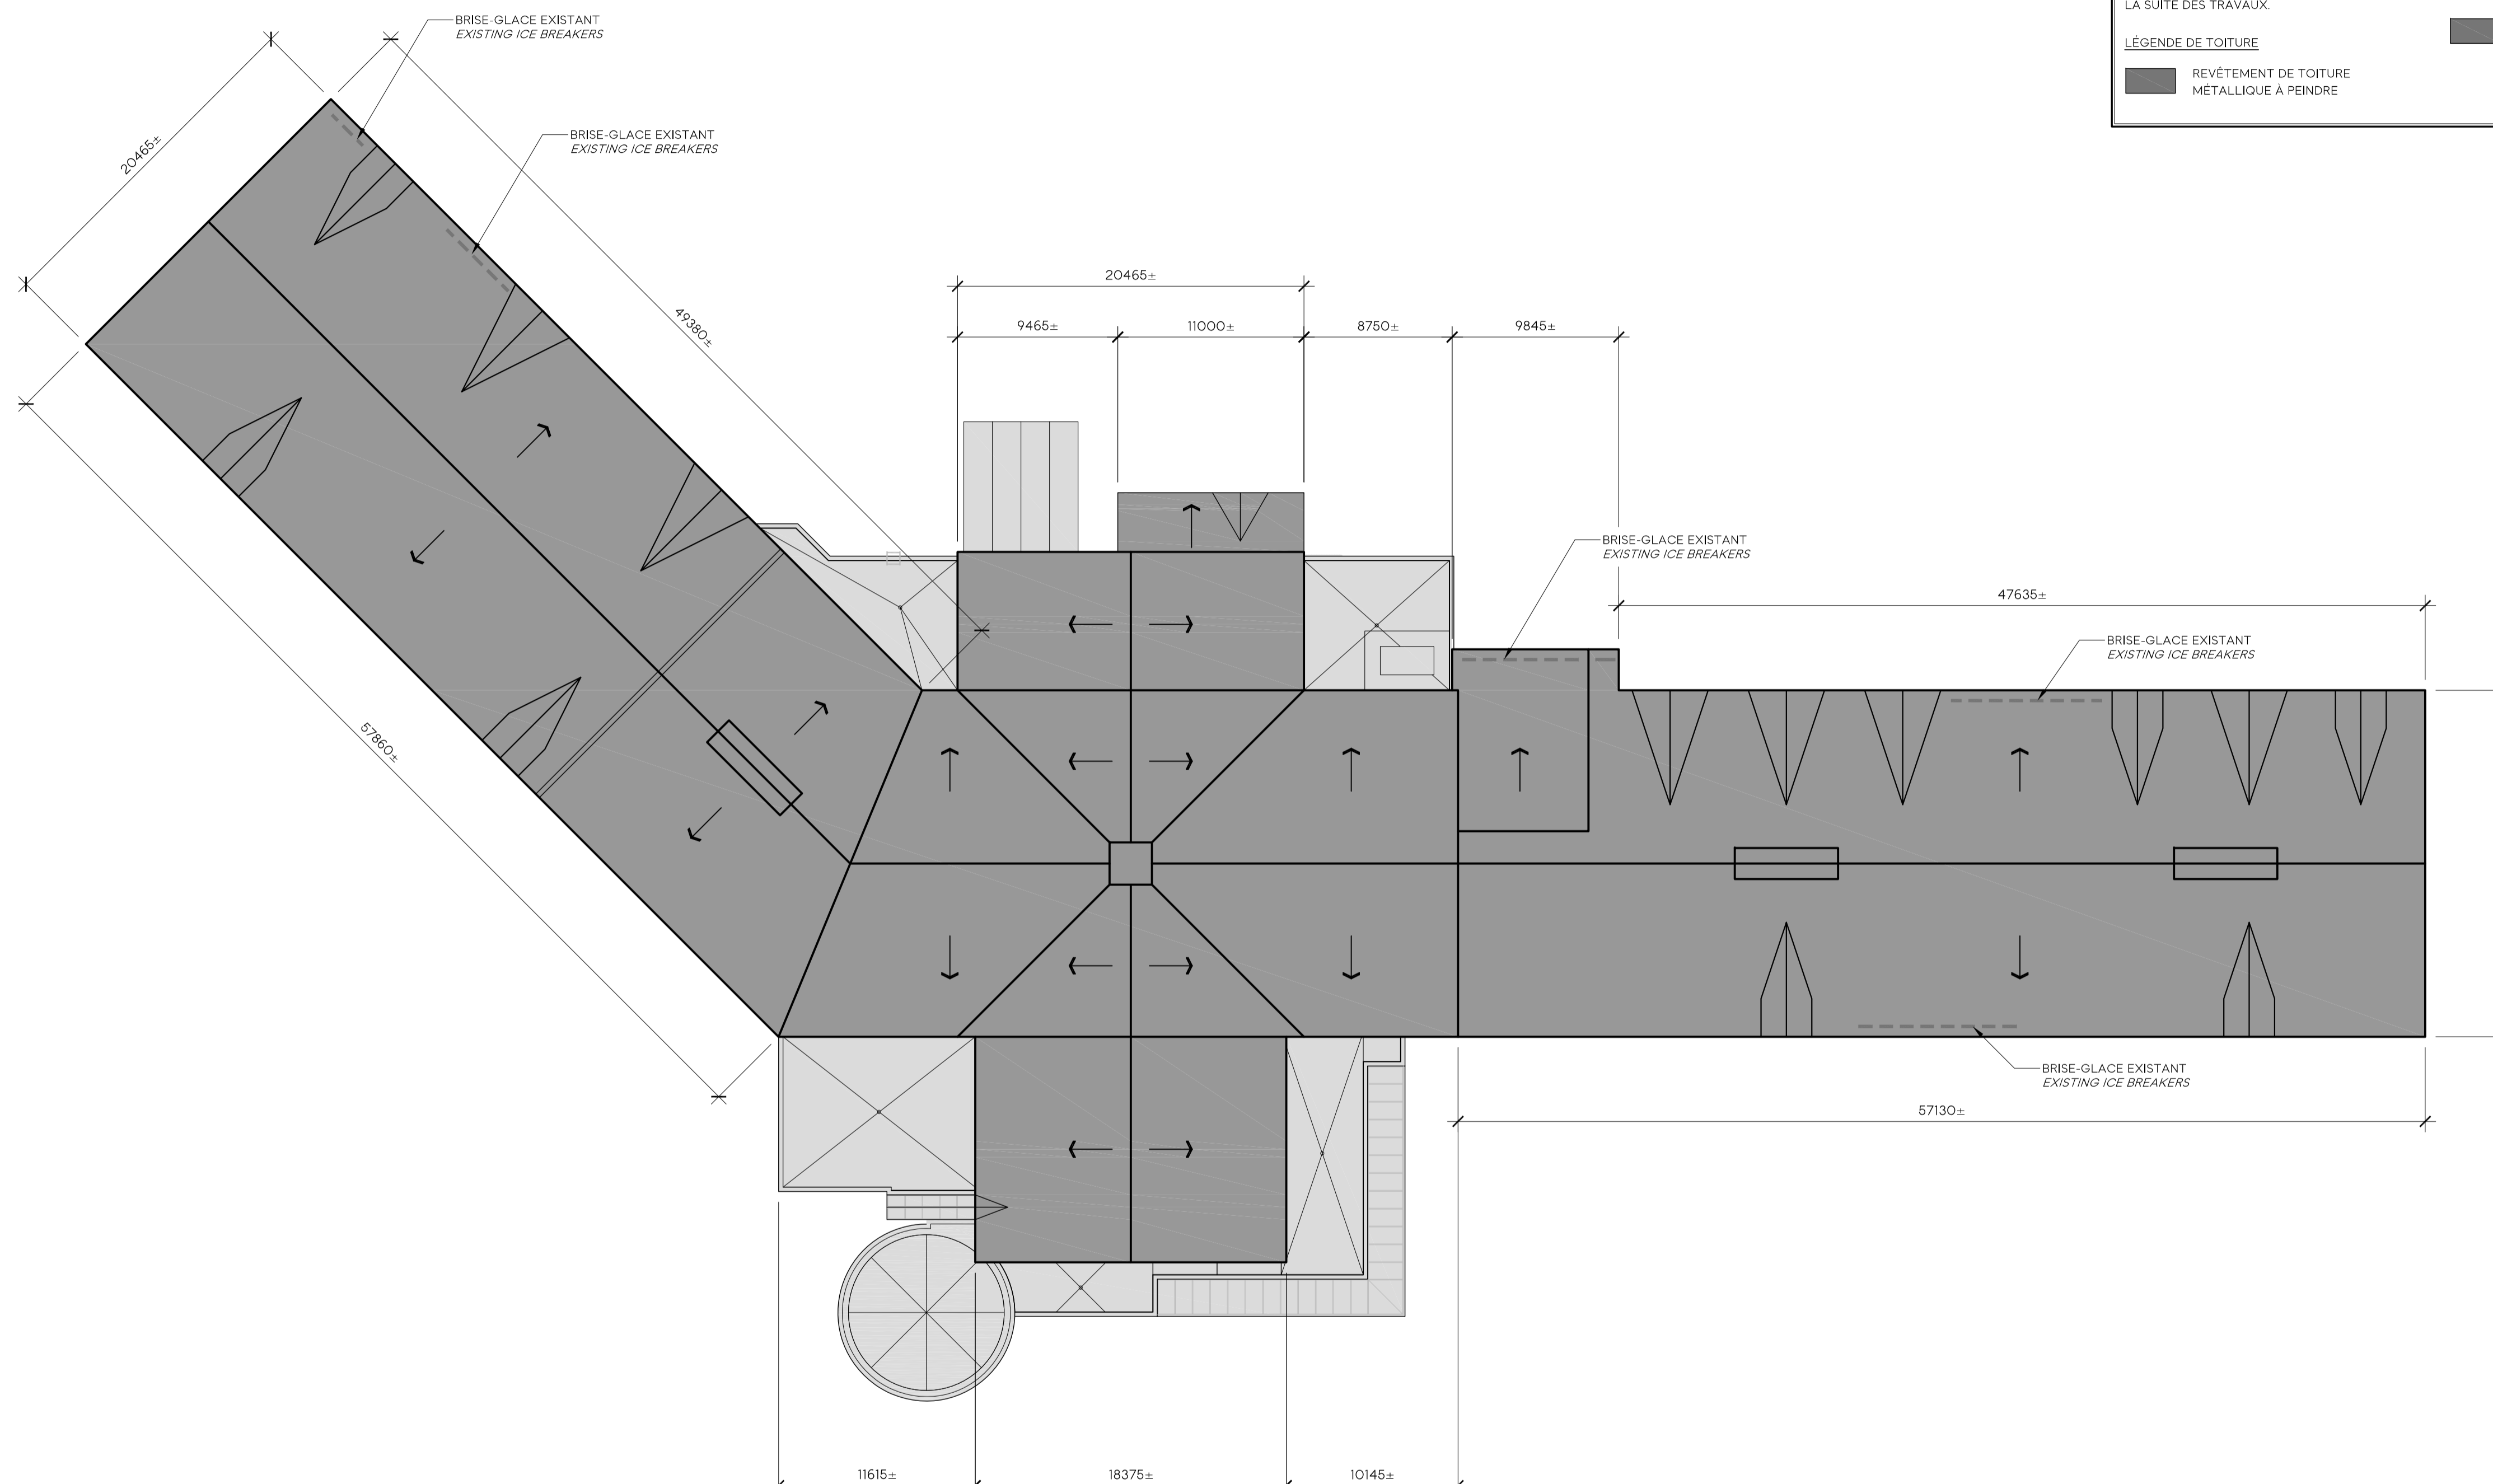 LA SUITE DES TRAVAUX.
LÉGENDE DE TOITURE
REVÊTEMENT DE TOITURE
MÉTALLIQUE À PEINDRE
BRISE-GLACE EXISTANT
EXISTING ICE BREAKERS
BRISE-GLACE EXISTANT
EXISTING ICE BREAKERS
20465±
49380±
20465±
9465±
11000±
8750±
9845±
BRISE-GLACE EXISTANT
EXISTING ICE BREAKERS
47635±
BRISE-GLACE EXISTANT
EXISTING ICE BREAKERS
57860±
BRISE-GLACE EXISTANT
EXISTING ICE BREAKERS
57130±
11615±
18375±
10145±